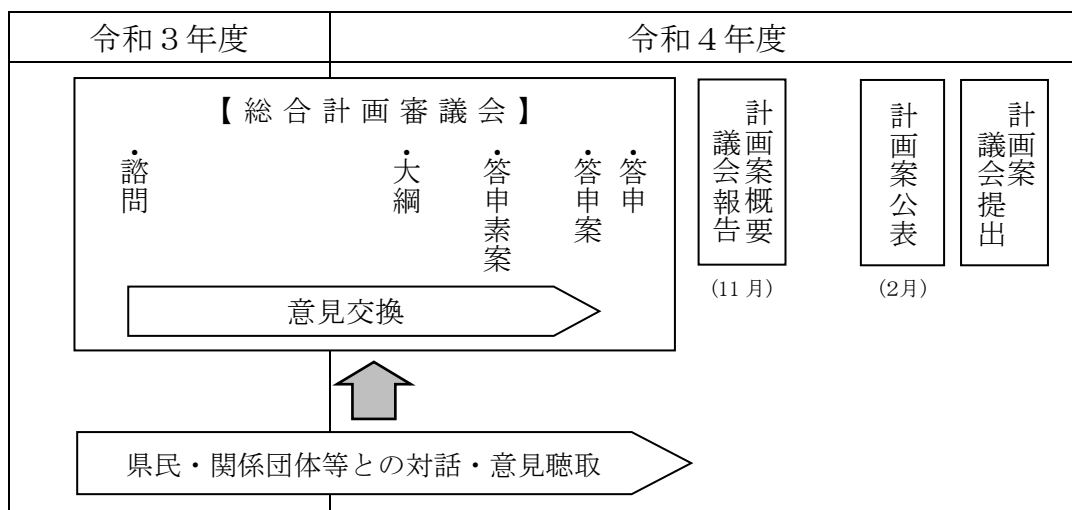 令和３年度
令和４年度
【総合計画審議会】
・諮問
・大綱
・答申素案
・答申案
・答申
意見交換
計画案概要
議会報告
(11 月)
計画案公表
(2月)
計画案
議会提出
県民・関係団体等との対話・意見聴取